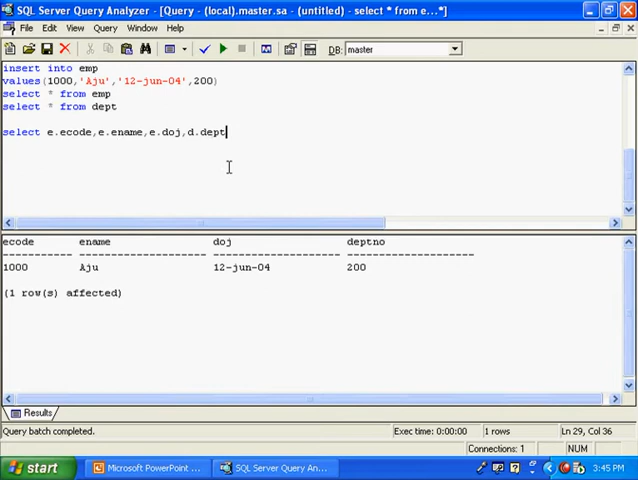 SQL Server Query Analyzer - [Query - (local).master.sa - (untitled) - select * from e...*]
File Edit View Query Tools Window Help
DB: master
insert into emp
values(1000,'Aju','12-jun-04',200)
select * from emp
select * from dept
select e.ecode,e.ename,e.doj,d.dept
ecode ename doj deptno
----------- -------------------- -------------------- --------------------
1000 Aju 12-jun-04 200
(1 row(s) affected)
Results
Query batch completed. Exec time: 0:00:00 1 rows Ln 29, Col 36
Connections: 1 NUM
start Microsoft PowerPoint ... SQL Server Query An... 3:45 PM